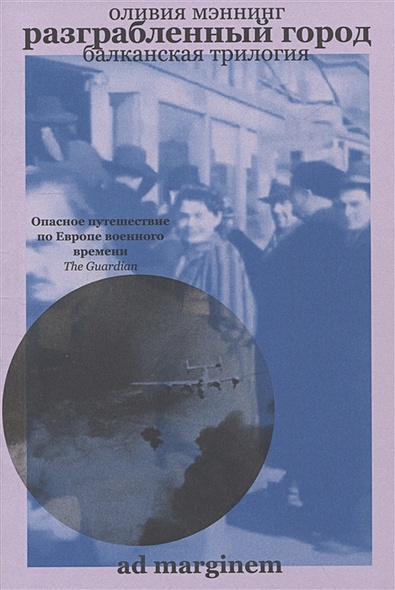 оливия мэннинг
разграбленный город
балканская трилогия
Опасное путешествие
по Европе военного
времени
The Guardian
ad marginem